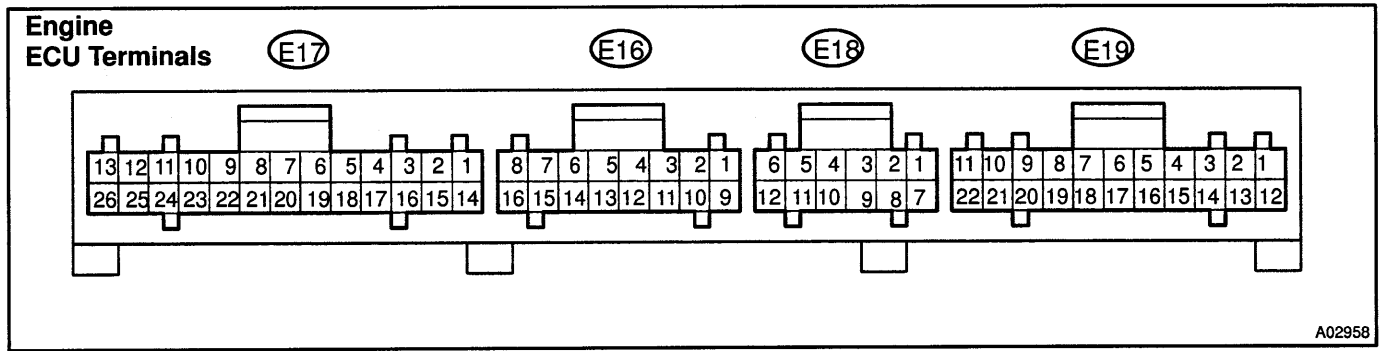 Engine
ECU Terminals
E17 E16 E18 E19
13 12 11 10 9 8 7 6 5 4 3 2 1 8 7 6 5 4 3 2 1 6 5 4 3 2 1 11 10 9 8 7 6 5 4 3 2 1
26 25 24 23 22 21 20 19 18 17 16 15 14 16 15 14 13 12 11 10 9 12 11 10 9 8 7 22 21 20 19 18 17 16 15 14 13 12
A02958